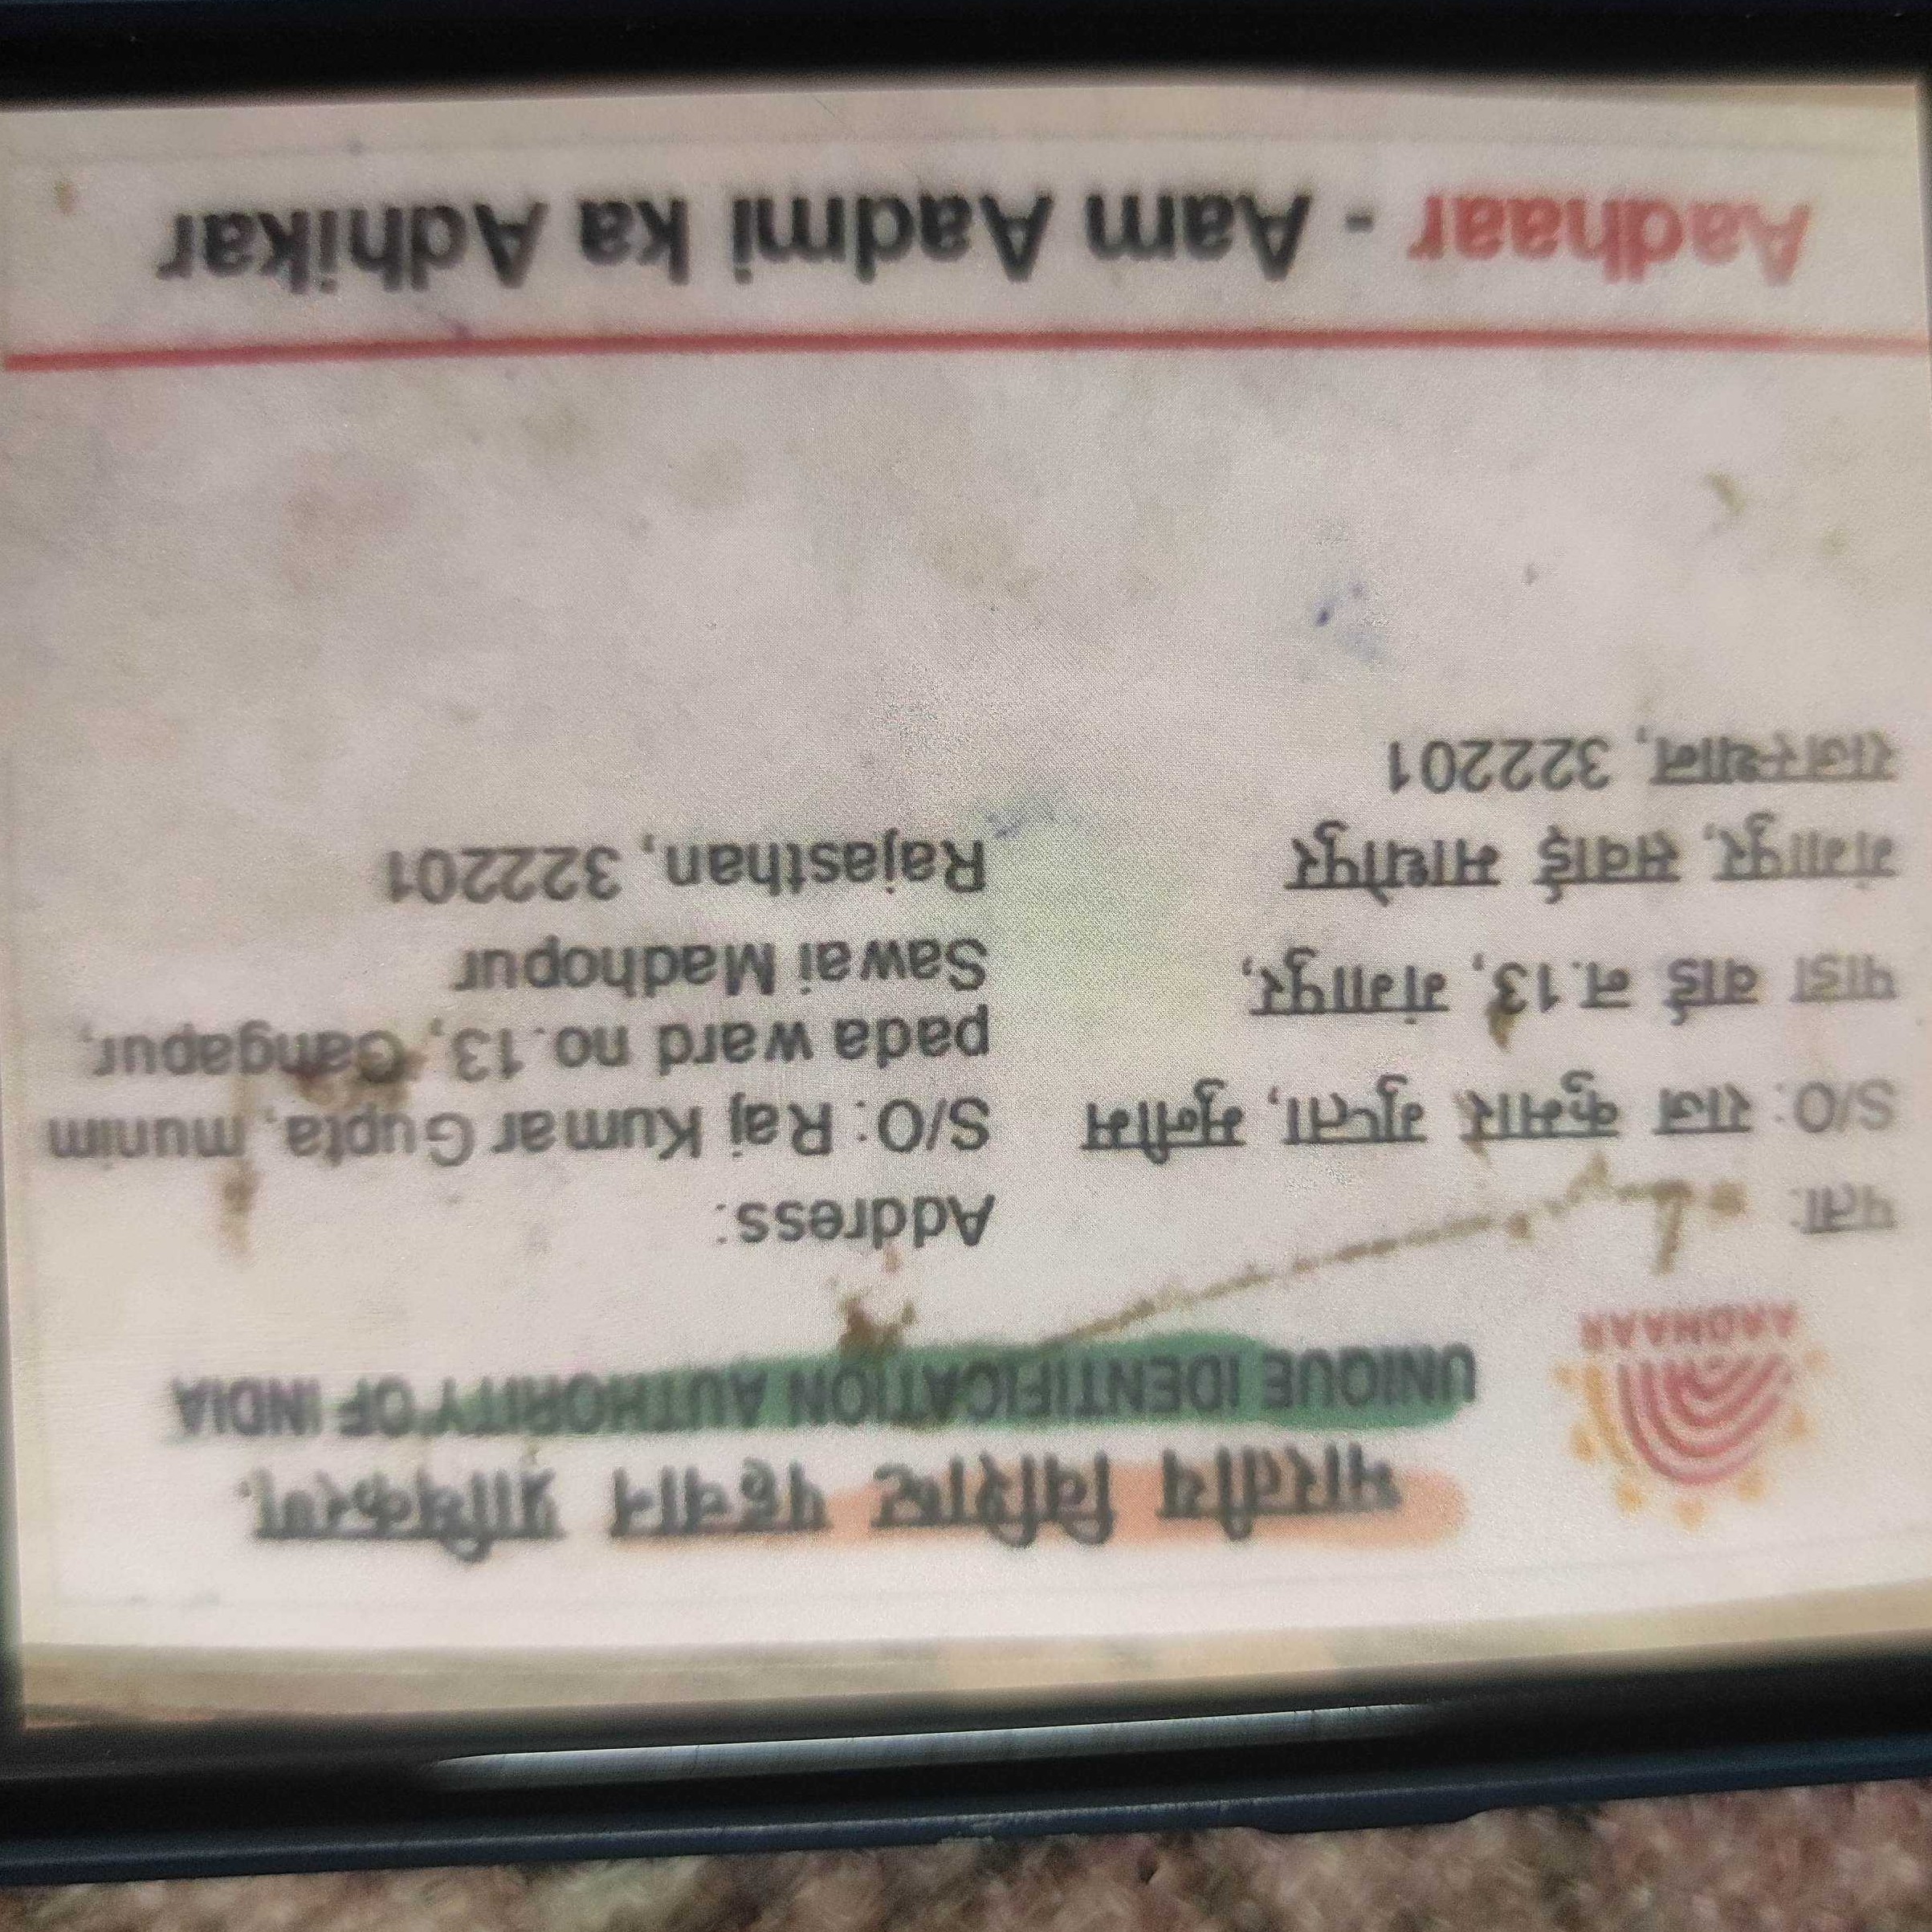 भारतीय विशिष्ट पहचान प्राधिकरण
UNIQUE IDENTIFICATION AUTHORITY OF INDIA
AADHAAR
पता:
S/O: राज कुमार गुप्ता, मुनीम
पाडा वार्ड न.13, गंगापुर,
गंगापुर, सवाई माधोपुर
राजस्थान, 322201
Address:
S/O: Raj Kumar Gupta, munim
pada ward no.13, Gangapur,
Sawai Madhopur
Rajasthan, 322201
Aadhaar - Aam Aadmi ka Adhikar